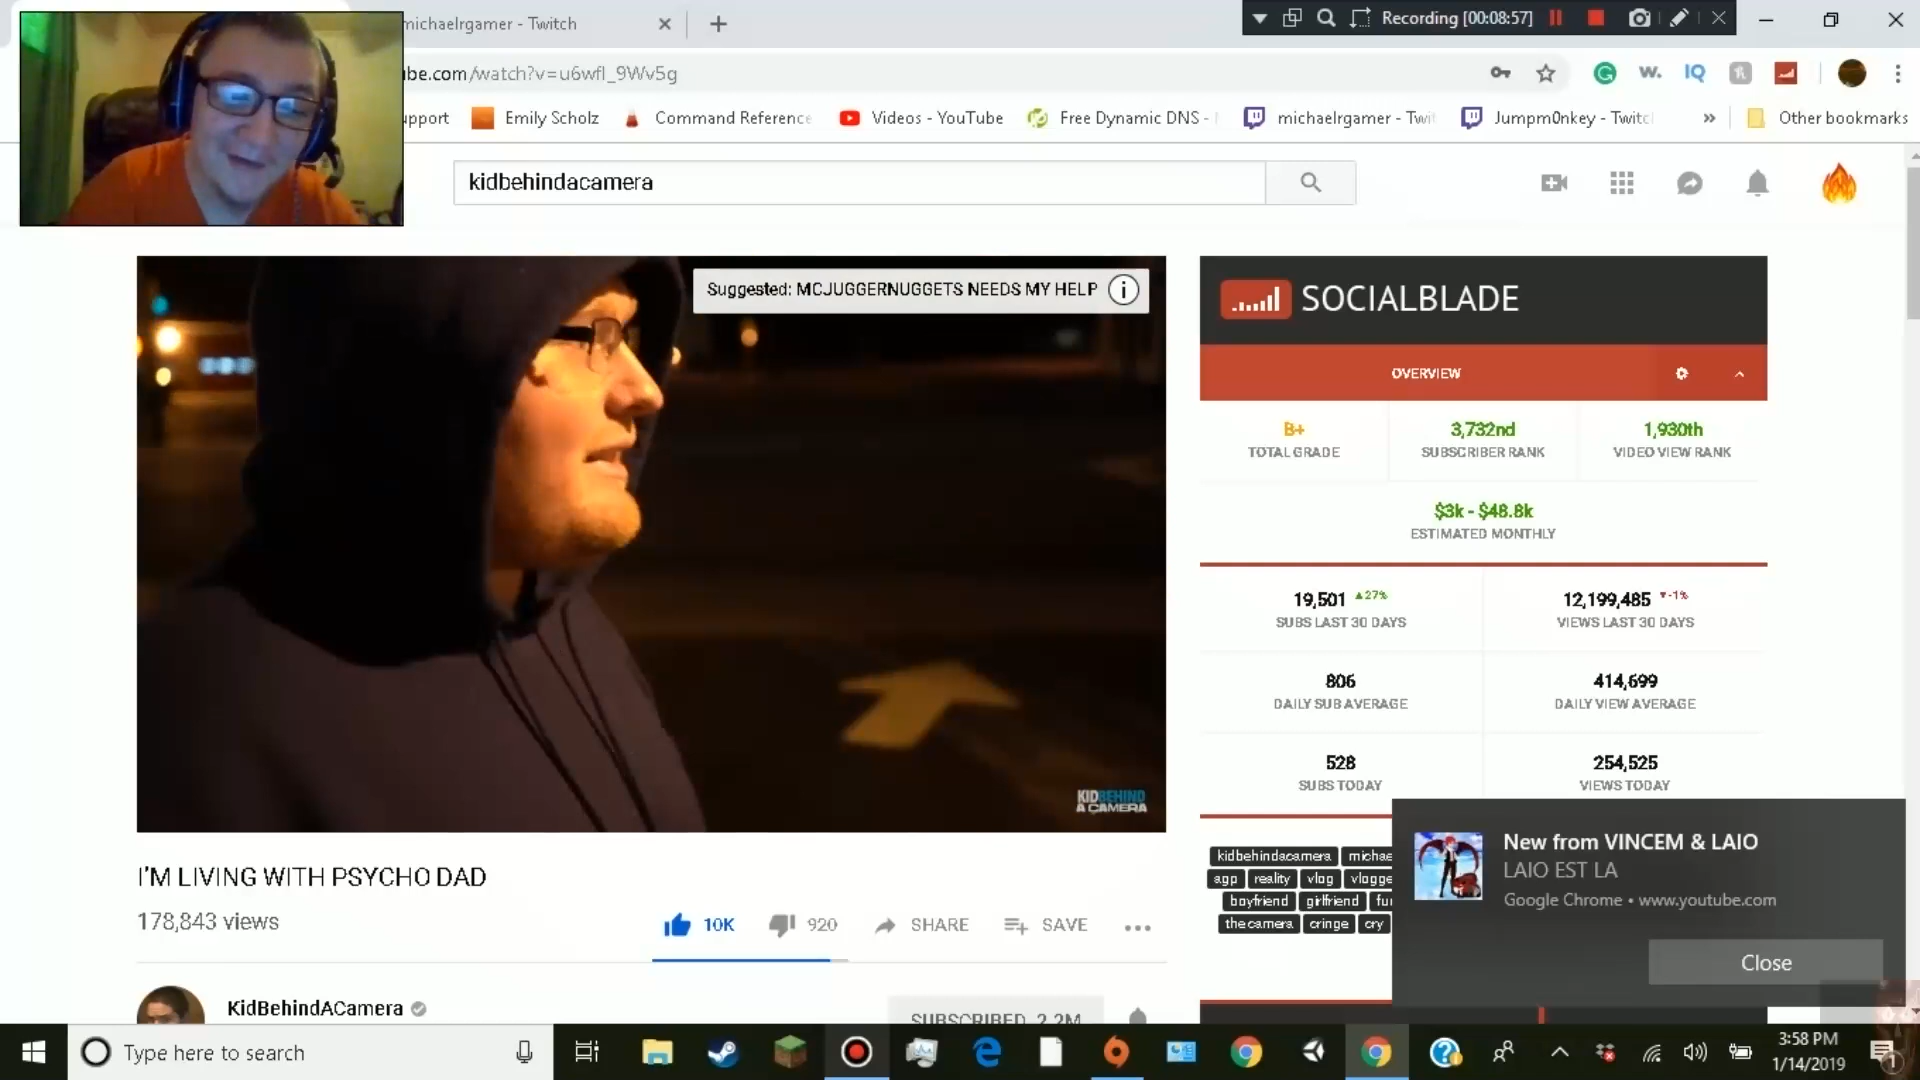 michaelrgamer - Twitch
Recording [00:08:57]
be.com/watch?v=u6wfl_9Wv5g
w.
IQ
upport
Emily Scholz
Command Reference
Videos - YouTube
Free Dynamic DNS -
michaelrgamer - Twi
Jumpm0nkey - Twitc
»
Other bookmarks
kidbehindacamera
Suggested: MCJUGGERNUGGETS NEEDS MY HELP
KIDBEHIND
A CAMERA
SOCIALBLADE
OVERVIEW
B+ 3,732nd 1,930th
TOTAL GRADE SUBSCRIBER RANK VIDEO VIEW RANK
$3k - $48.8k
ESTIMATED MONTHLY
19,501 ▲27% 12,199,485 ▼-1%
SUBS LAST 30 DAYS VIEWS LAST 30 DAYS
806 414,699
DAILY SUB AVERAGE DAILY VIEW AVERAGE
528 254,525
SUBS TODAY VIEWS TODAY
kidbehindacamera michae
agp reality vlog vlogge
boyfriend girlfriend fu
the camera cringe cry
New from VINCEM & LAIO
LAIO EST LA
Google Chrome • www.youtube.com
Close
I'M LIVING WITH PSYCHO DAD
178,843 views
10K 920 SHARE SAVE
KidBehindACamera
SUBSCRIBED 2.2M
Type here to search
3:58 PM
1/14/2019
1